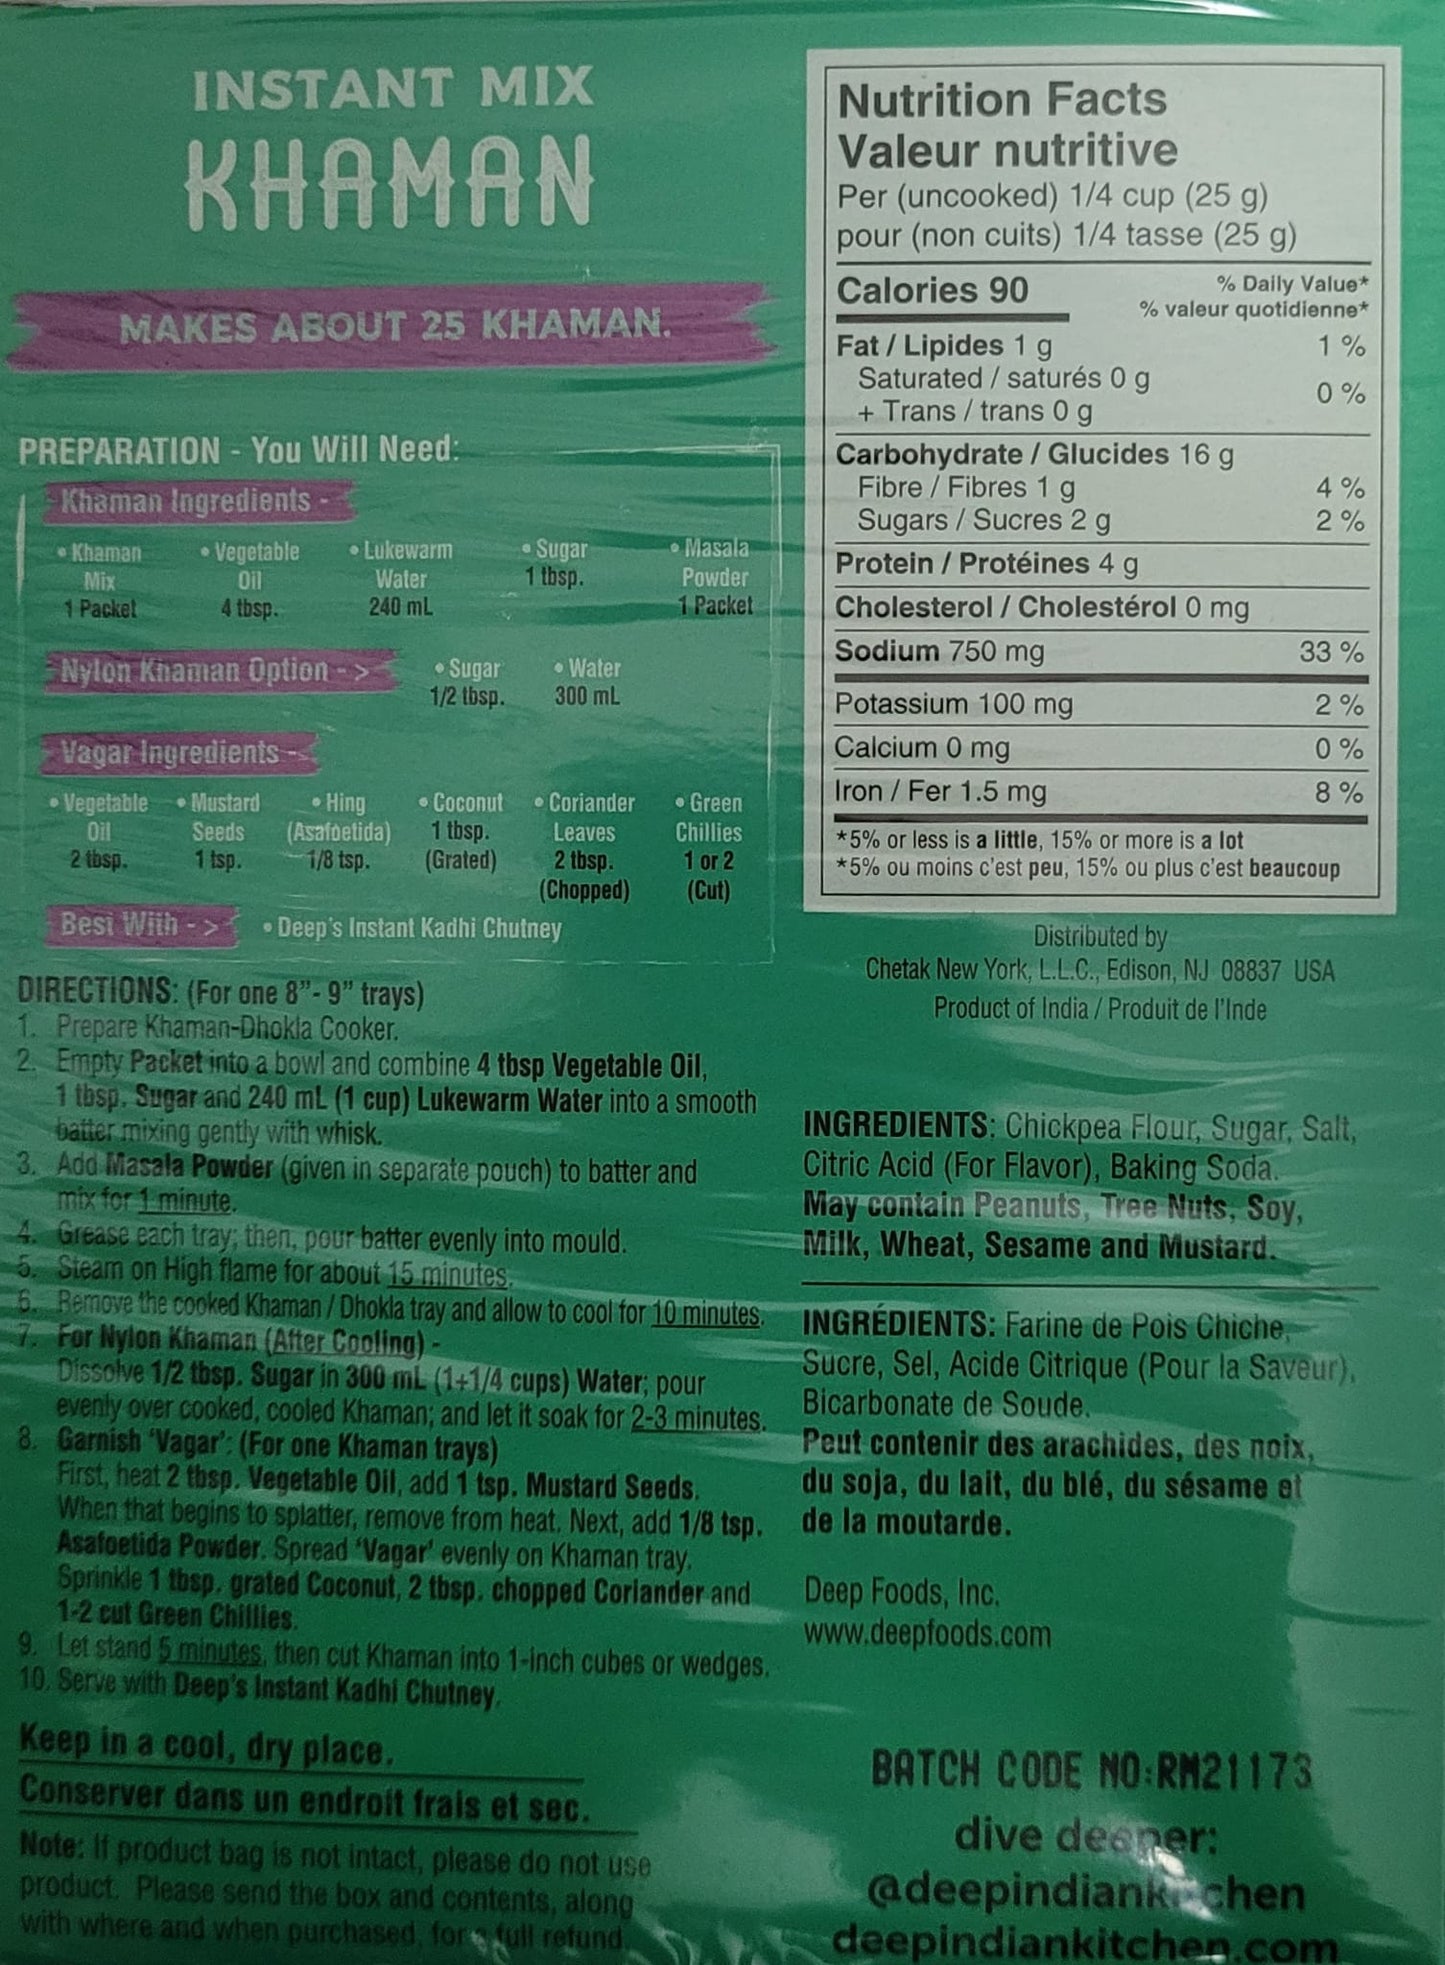 INSTANT MIX
KHAMAN
MAKES ABOUT 25 KHAMAN.
PREPARATION - You Will Need:
Khaman Ingredients -
• Khaman Mix 1 Packet
• Vegetable Oil 4 tbsp.
• Lukewarm Water 240 mL
• Sugar 1 tbsp.
• Masala Powder 1 Packet
Nylon Khaman Option - >
• Sugar 1/2 tbsp.
• Water 300 mL
Vagar Ingredients -
• Vegetable Oil 2 tbsp.
• Mustard Seeds 1 tsp.
• Hing (Asafoetida) 1/8 tsp.
• Coconut 1 tbsp. (Grated)
• Coriander Leaves 2 tbsp. (Chopped)
• Green Chillies 1 or 2 (Cut)
Best With - >
• Deep's Instant Kadhi Chutney
DIRECTIONS: (For one 8”- 9” trays)
1. Prepare Khaman-Dhokla Cooker.
2. Empty Packet into a bowl and combine 4 tbsp Vegetable Oil,
1 tbsp. Sugar and 240 mL (1 cup) Lukewarm Water into a smooth
batter mixing gently with whisk.
3. Add Masala Powder (given in separate pouch) to batter and
mix for 1 minute.
4. Grease each tray; then, pour batter evenly into mould.
5. Steam on High flame for about 15 minutes.
6. Remove the cooked Khaman / Dhokla tray and allow to cool for 10 minutes.
7. For Nylon Khaman (After Cooling) -
Dissolve 1/2 tbsp. Sugar in 300 mL (1+1/4 cups) Water; pour
evenly over cooked, cooled Khaman; and let it soak for 2-3 minutes.
8. Garnish ‘Vagar’: (For one Khaman trays)
First, heat 2 tbsp. Vegetable Oil, add 1 tsp. Mustard Seeds.
When that begins to splatter, remove from heat. Next, add 1/8 tsp.
Asafoetida Powder. Spread ‘Vagar’ evenly on Khaman tray.
Sprinkle 1 tbsp. grated Coconut, 2 tbsp. chopped Coriander and
1-2 cut Green Chillies.
9. Let stand 5 minutes, then cut Khaman into 1-inch cubes or wedges.
10. Serve with Deep's Instant Kadhi Chutney.
Keep in a cool, dry place.
Conserver dans un endroit frais et sec.
Note: If product bag is not intact, please do not use
product. Please send the box and contents, along
with where and when purchased, for a full refund.
Nutrition Facts
Valeur nutritive
Per (uncooked) 1/4 cup (25 g)
pour (non cuits) 1/4 tasse (25 g)
Calories 90
% Daily Value*
% valeur quotidienne*
Fat / Lipides 1 g 1 %
Saturated / saturés 0 g
+ Trans / trans 0 g 0 %
Carbohydrate / Glucides 16 g
Fibre / Fibres 1 g 4 %
Sugars / Sucres 2 g 2 %
Protein / Protéines 4 g
Cholesterol / Cholestérol 0 mg
Sodium 750 mg 33 %
Potassium 100 mg 2 %
Calcium 0 mg 0 %
Iron / Fer 1.5 mg 8 %
*5% or less is a little, 15% or more is a lot
*5% ou moins c'est peu, 15% ou plus c'est beaucoup
Distributed by
Chetak New York, L.L.C., Edison, NJ 08837 USA
Product of India / Produit de l'Inde
INGREDIENTS: Chickpea Flour, Sugar, Salt,
Citric Acid (For Flavor), Baking Soda.
May contain Peanuts, Tree Nuts, Soy,
Milk, Wheat, Sesame and Mustard.
INGRÉDIENTS: Farine de Pois Chiche,
Sucre, Sel, Acide Citrique (Pour la Saveur),
Bicarbonate de Soude.
Peut contenir des arachides, des noix,
du soja, du lait, du blé, du sésame et
de la moutarde.
Deep Foods, Inc.
www.deepfoods.com
BATCH CODE NO:RM21173
dive deeper:
@deepindiankitchen
deepindiankitchen.com